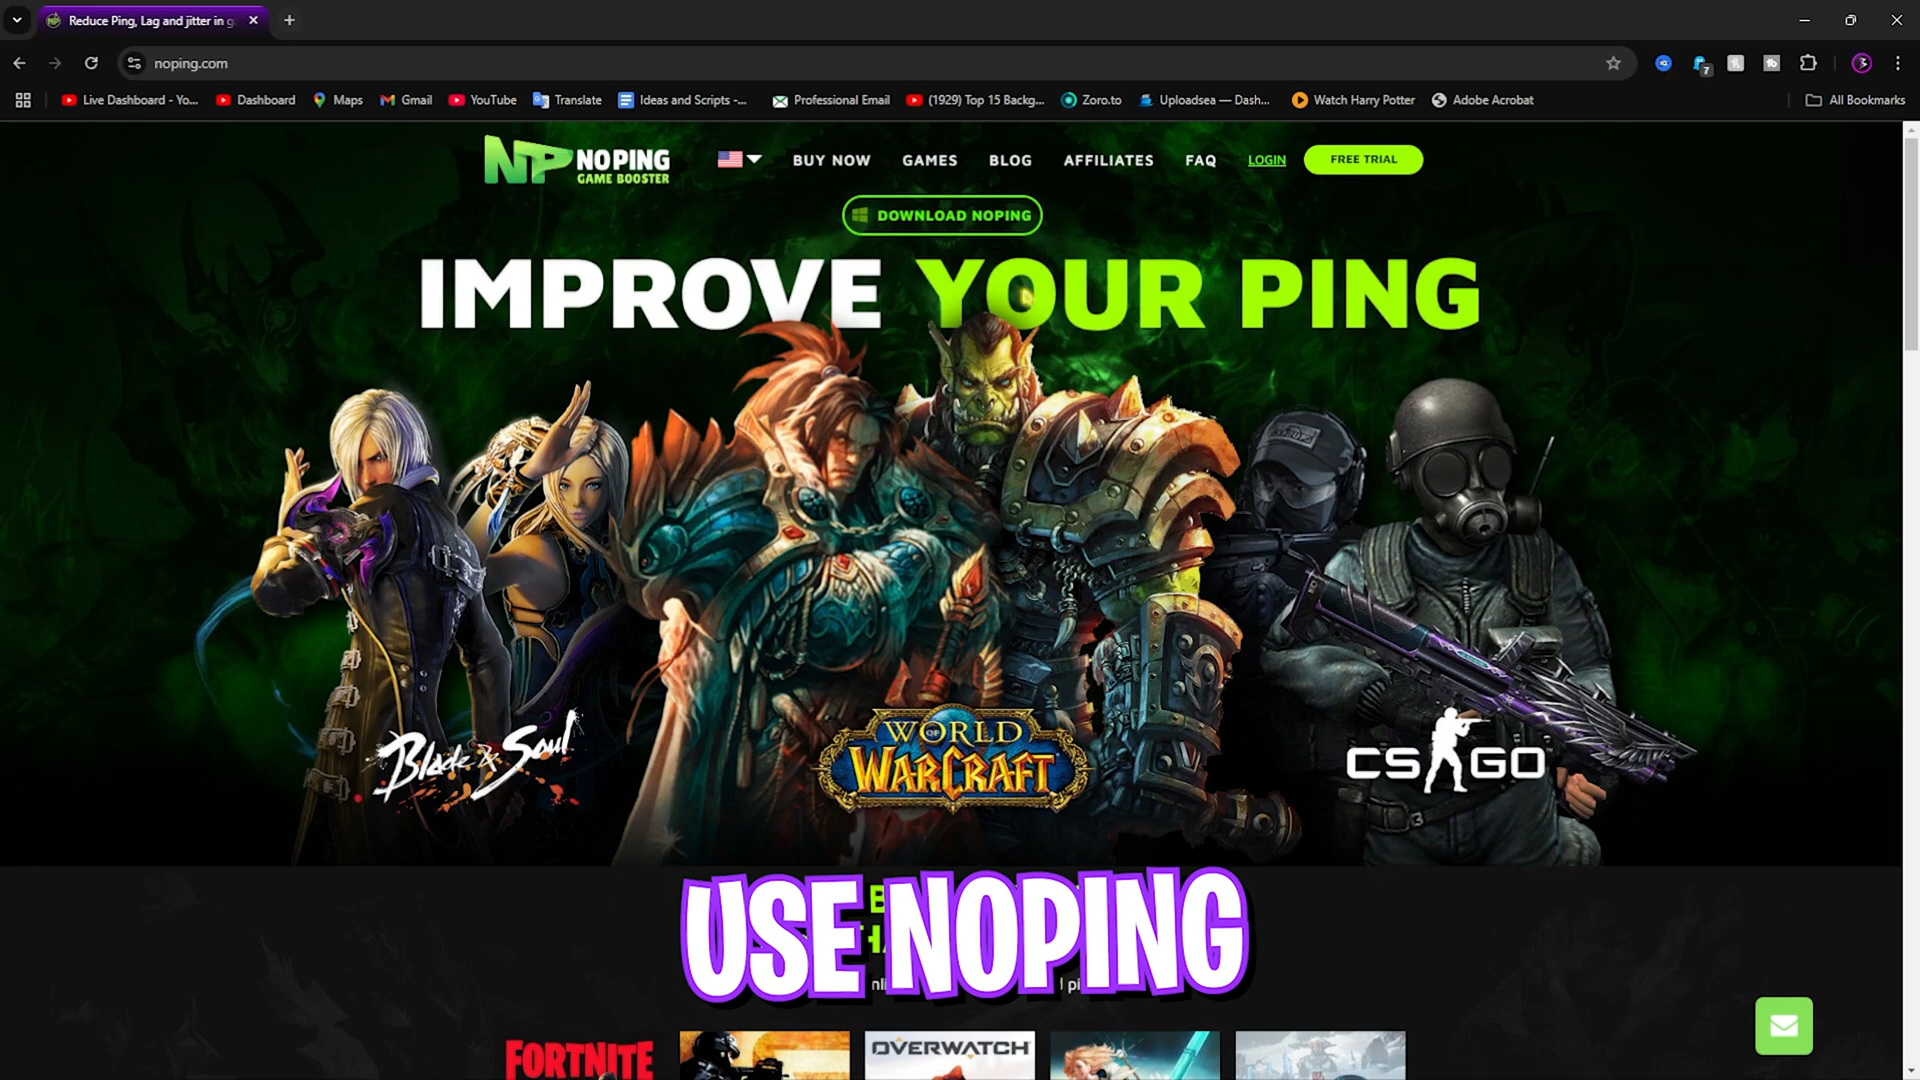 Reduce Ping, Lag and jitter in g
noping.com
7
Live Dashboard - Yo...
Dashboard
Maps
Gmail
YouTube
Translate
Ideas and Scripts -...
Professional Email
(1929) Top 15 Backg...
Zoro.to
Uploadsea — Dash...
Watch Harry Potter
Adobe Acrobat
All Bookmarks
NP NOPING
GAME BOOSTER
BUY NOW
GAMES
BLOG
AFFILIATES
FAQ
LOGIN
FREE TRIAL
DOWNLOAD NOPING
IMPROVE YOUR PING
Blade & Soul
WORLD OF WARCRAFT
CS GO
USE NOPING
FORTNITE
OVERWATCH